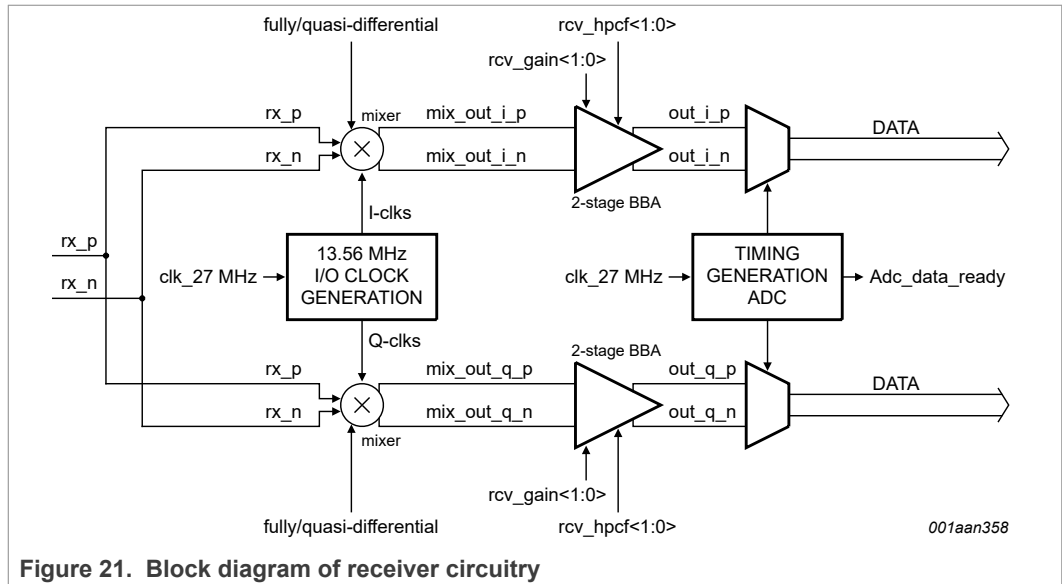 fully/quasi-differential
rcv_hpcf<1:0>
rcv_gain<1:0>
rx_p
mixer
mix_out_i_p
out_i_p
DATA
rx_n
mix_out_i_n
out_i_n
I-clks
2-stage BBA
rx_p
rx_n
clk_27 MHz
13.56 MHz
I/O CLOCK
GENERATION
clk_27 MHz
TIMING
GENERATION
ADC
Adc_data_ready
Q-clks
2-stage BBA
rx_p
mix_out_q_p
out_q_p
DATA
rx_n
mix_out_q_n
out_q_n
mixer
rcv_gain<1:0>
fully/quasi-differential
rcv_hpcf<1:0>
001aan358
Figure 21. Block diagram of receiver circuitry